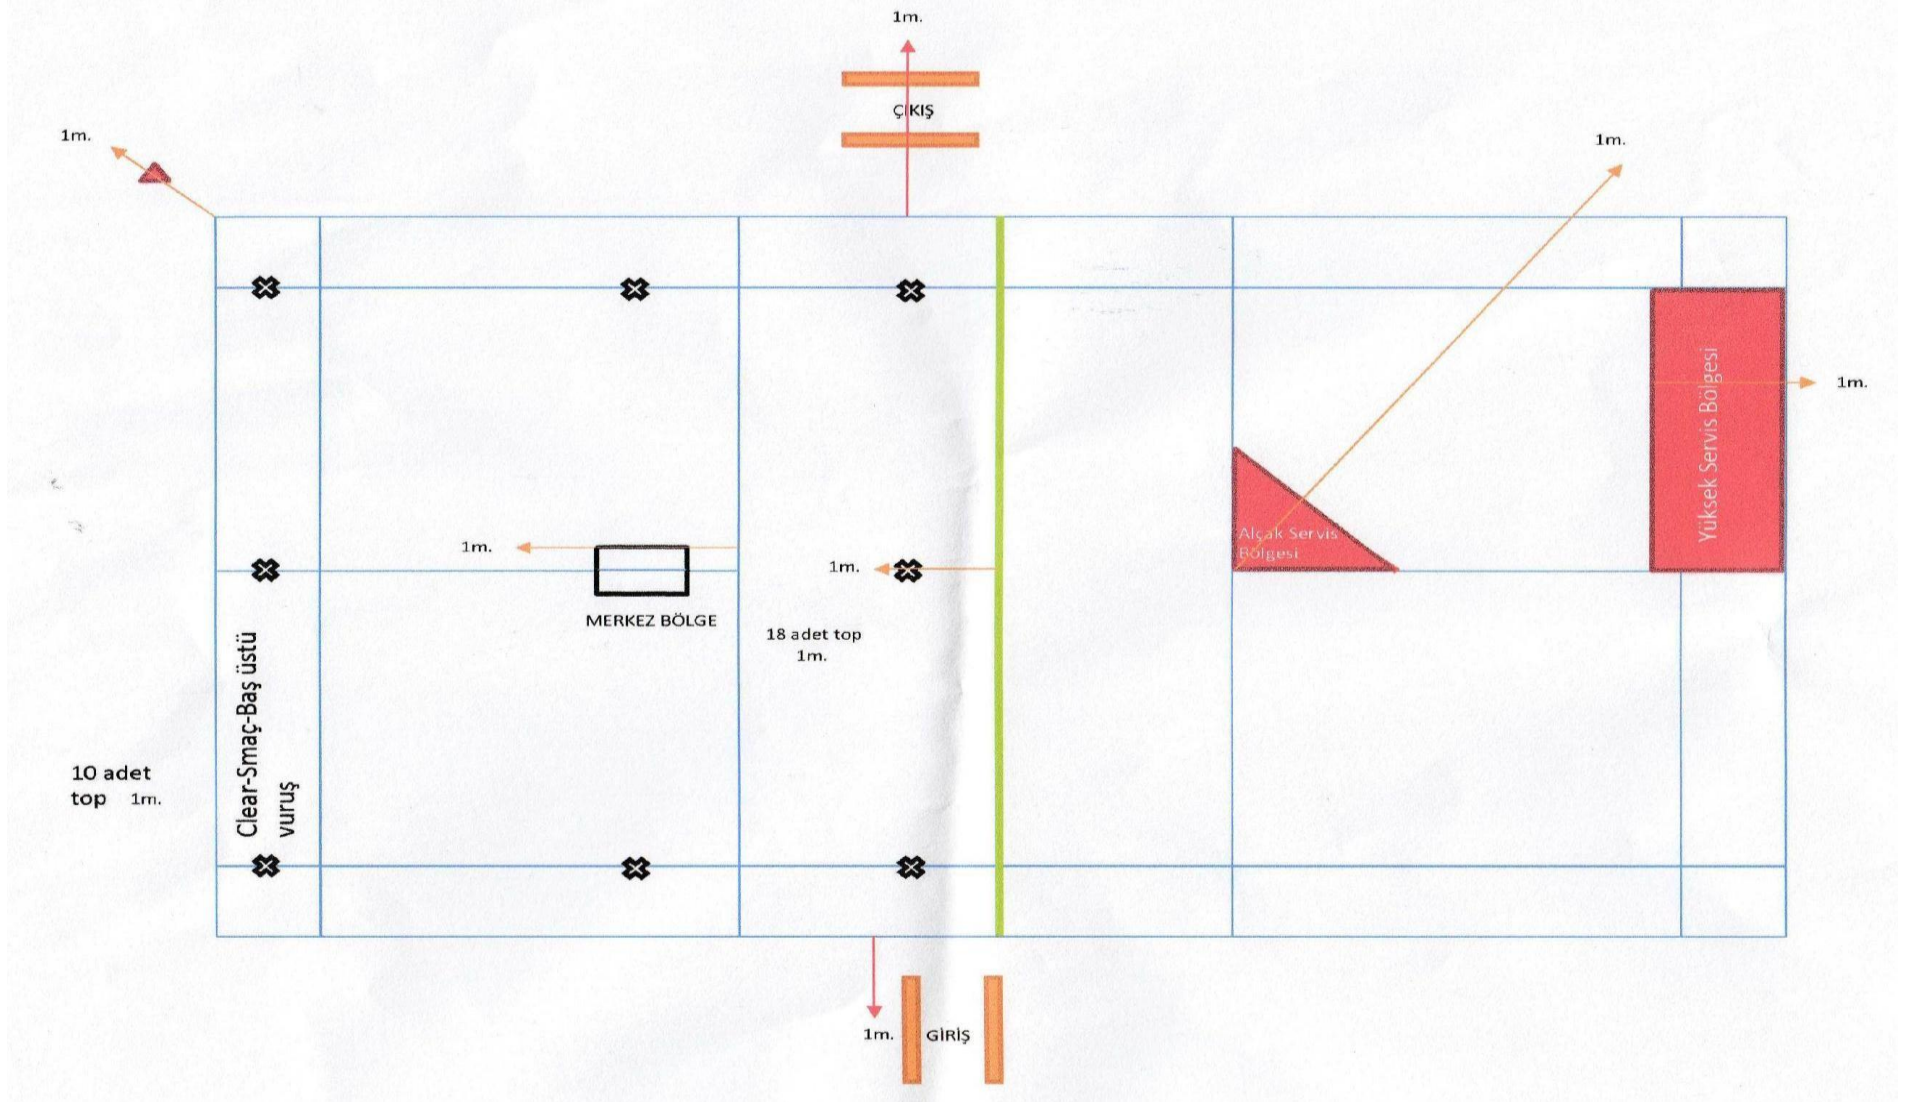 1m.
ÇIKIŞ
1m.
1m.
Yüksek Servis Bölgesi
1m.
Alçak Servis
Bölgesi
1m.
1m.
MERKEZ BÖLGE
18 adet top
1m.
Clear-Smaç-Baş üstü
vuruş
10 adet
top 1m.
1m.
GİRİŞ